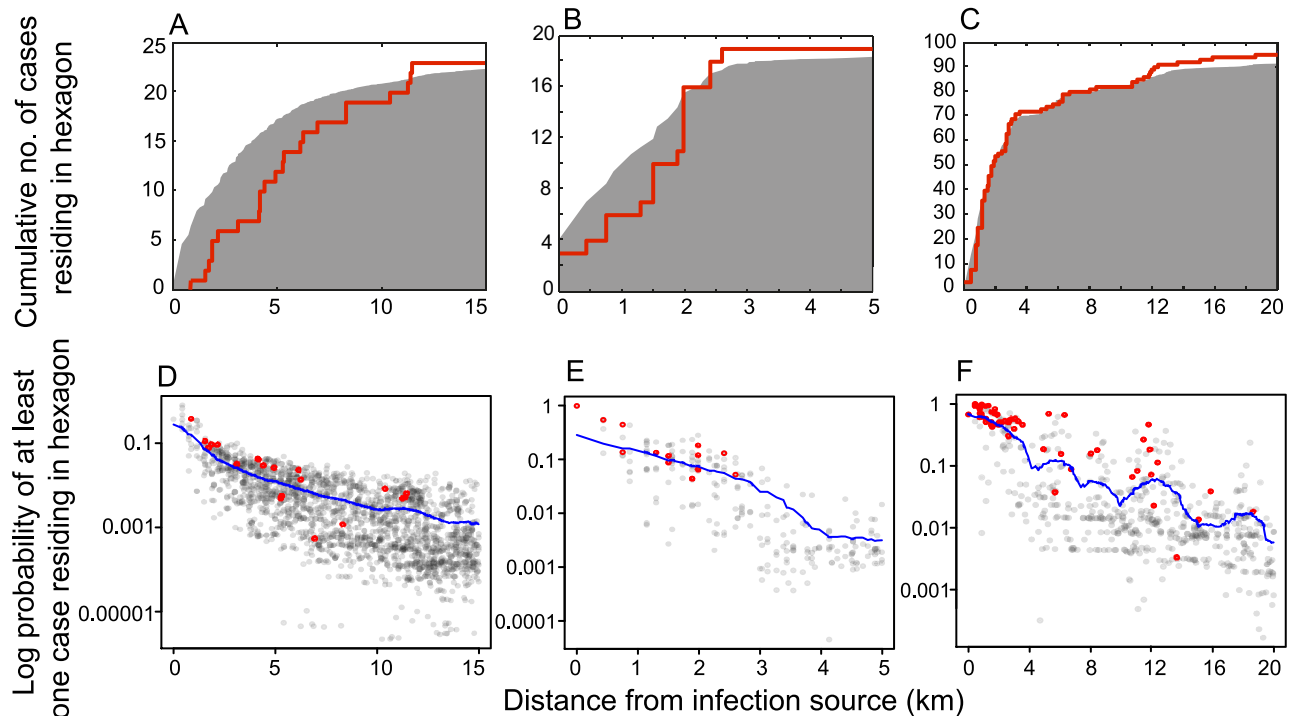 Cumulative no. of cases
residing in hexagon
A
25
20
15
10
5
0
0 5 10 15
B
20
16
12
8
4
0
0 1 2 3 4 5
C
100
90
80
70
60
50
40
30
20
10
0
0 4 8 12 16 20
Log probability of at least
one case residing in hexagon
D
0.1
0.001
0.00001
0 5 10 15
E
1
0.1
0.01
0.001
0.0001
0 1 2 3 4 5
F
1
0.1
0.01
0.001
0 4 8 12 16 20
Distance from infection source (km)